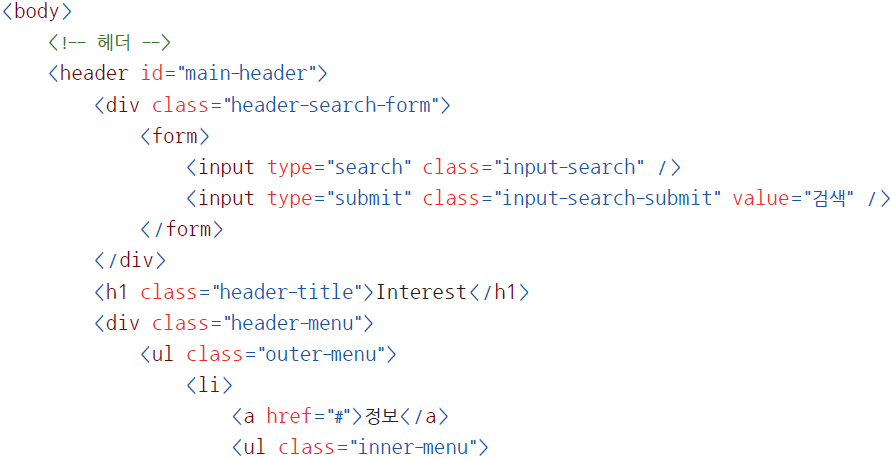 <body>
    <!-- 헤더 -->
    <header id="main-header">
        <div class="header-search-form">
            <form>
                <input type="search" class="input-search" />
                <input type="submit" class="input-search-submit" value="검색" />
            </form>
        </div>
        <h1 class="header-title">Interest</h1>
        <div class="header-menu">
            <ul class="outer-menu">
                <li>
                    <a href="#">정보</a>
                    <ul class="inner-menu">